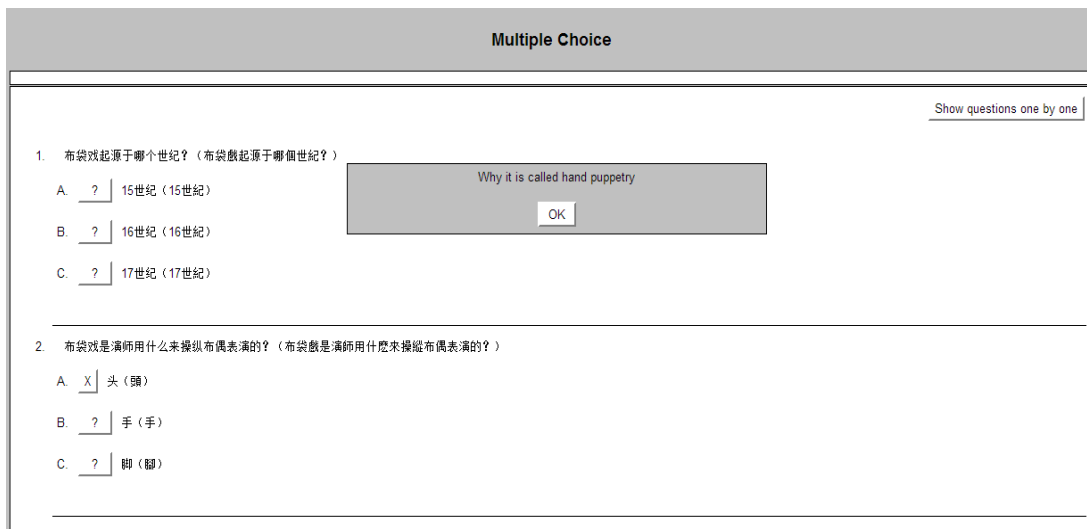 Multiple Choice
Show questions one by one
1. 布袋戏起源于哪个世纪?(布袋戲起源于哪個世紀?)
Why it is called hand puppetry
OK
A. ? 15世纪(15世紀)
B. ? 16世纪(16世紀)
C. ? 17世纪(17世紀)
2. 布袋戏是演师用什么来操纵布偶表演的?(布袋戲是演師用什麽來操縱布偶表演的?)
A. X 头(頭)
B. ? 手(手)
C. ? 脚(腳)